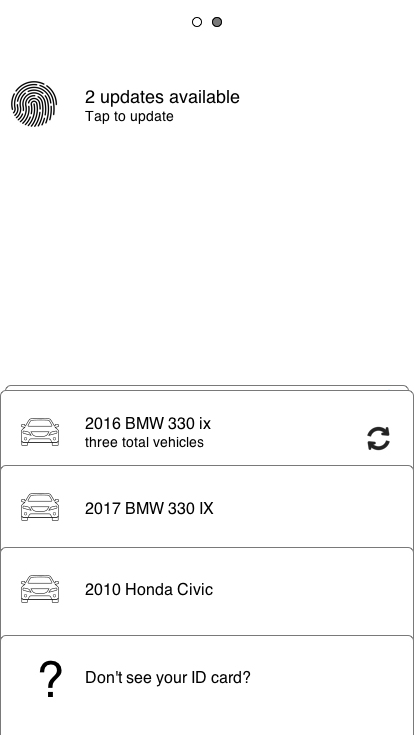 2 updates available
Tap to update
2016 BMW 330 ix
three total vehicles
2017 BMW 330 IX
2010 Honda Civic
? Don't see your ID card?